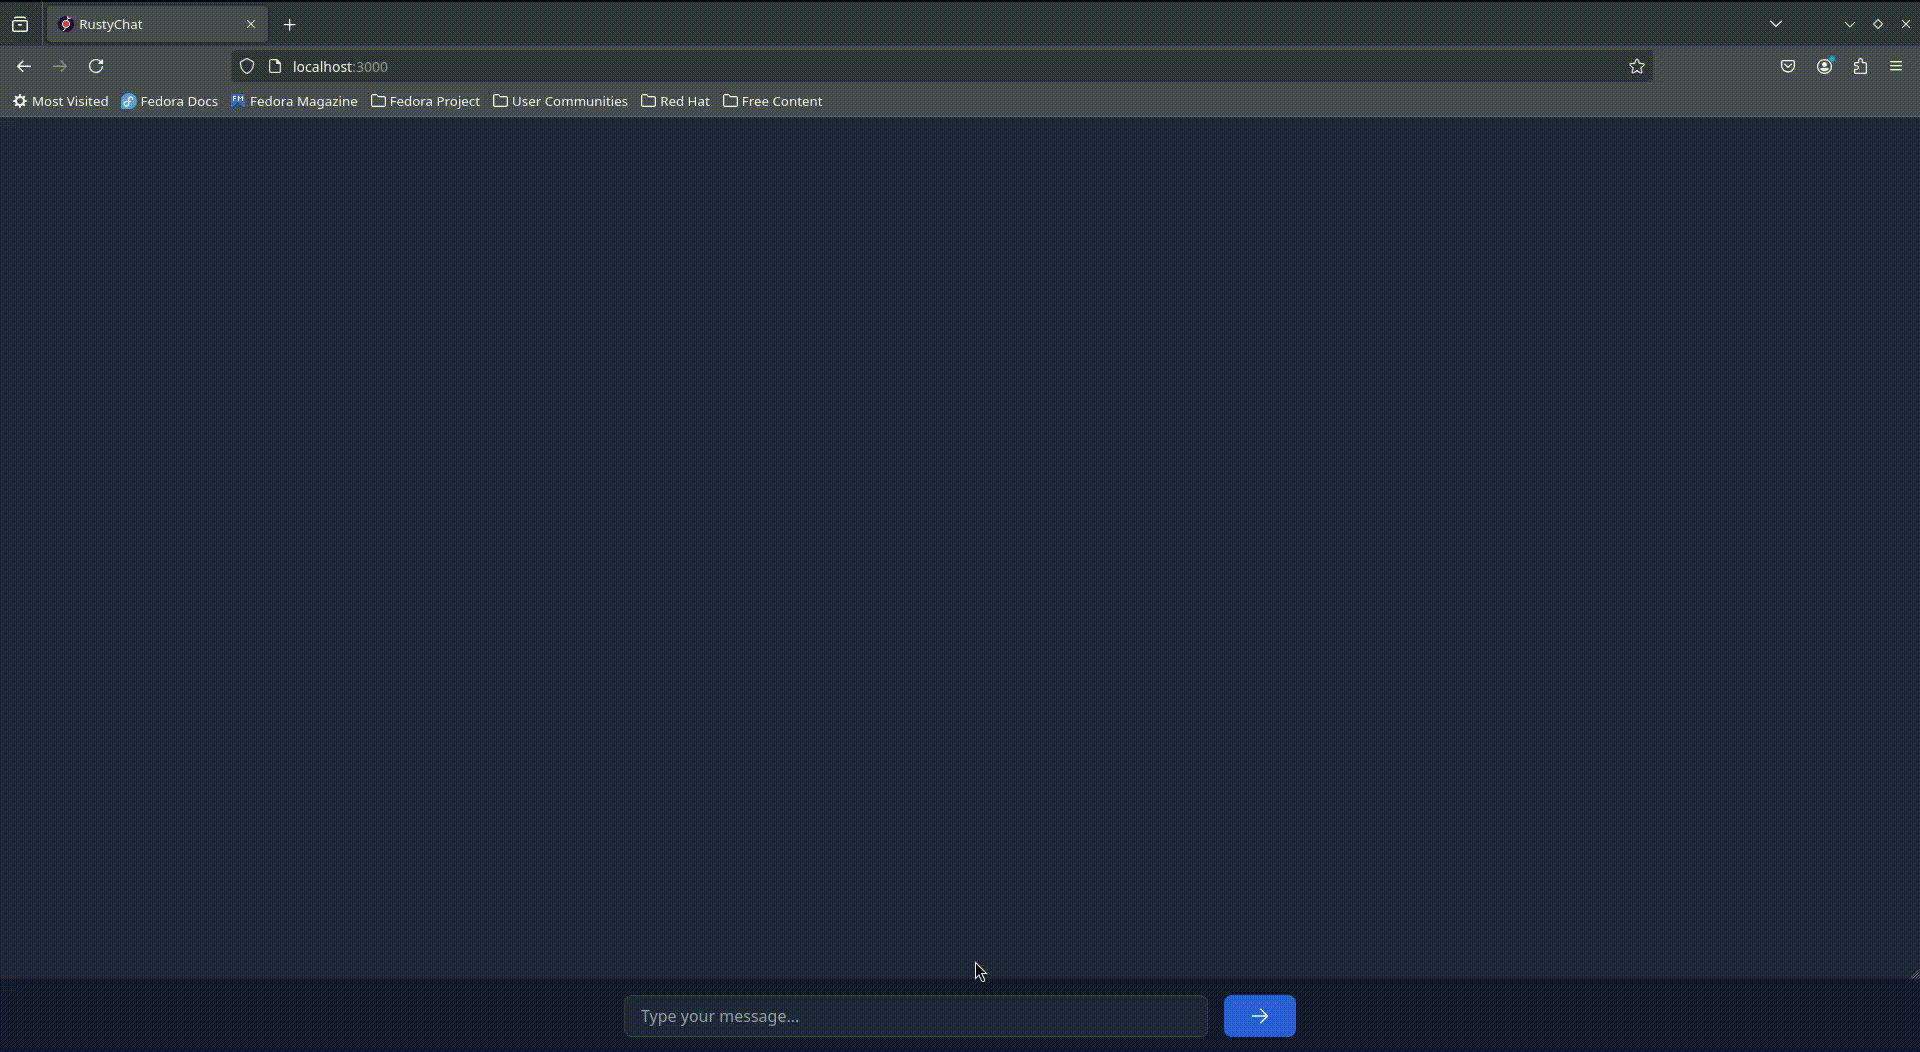 RustyChat
localhost:3000
Most Visited Fedora Docs FM Fedora Magazine Fedora Project User Communities Red Hat Free Content
Type your message...